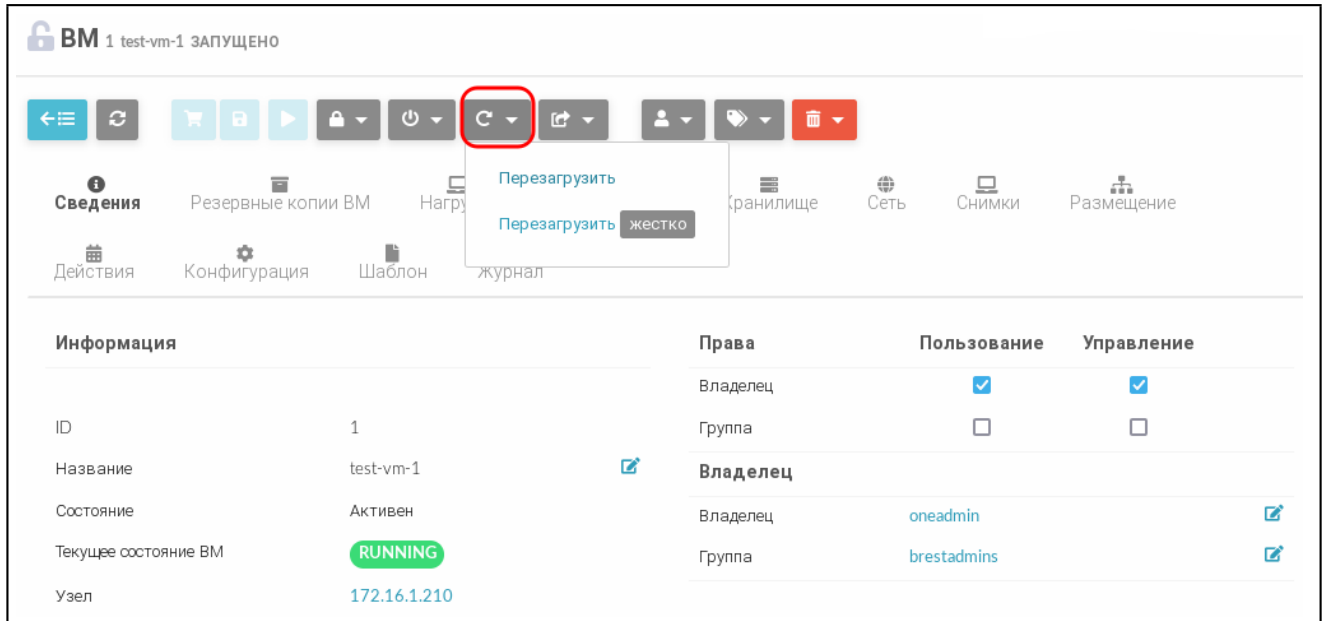 ВМ 1 test-vm-1 ЗАПУЩЕНО
Перезагрузить
Перезагрузить жестко
Сведения Резервные копии ВМ Хранилище Сеть Снимки Размещение
Действия Конфигурация Шаблон Журнал
Информация
ID 1
Название test-vm-1
Состояние Активен
Текущее состояние ВМ RUNNING
Узел 172.16.1.210
Права Пользование Управление
Владелец
Группа
Владелец
Владелец oneadmin
Группа brestadmins